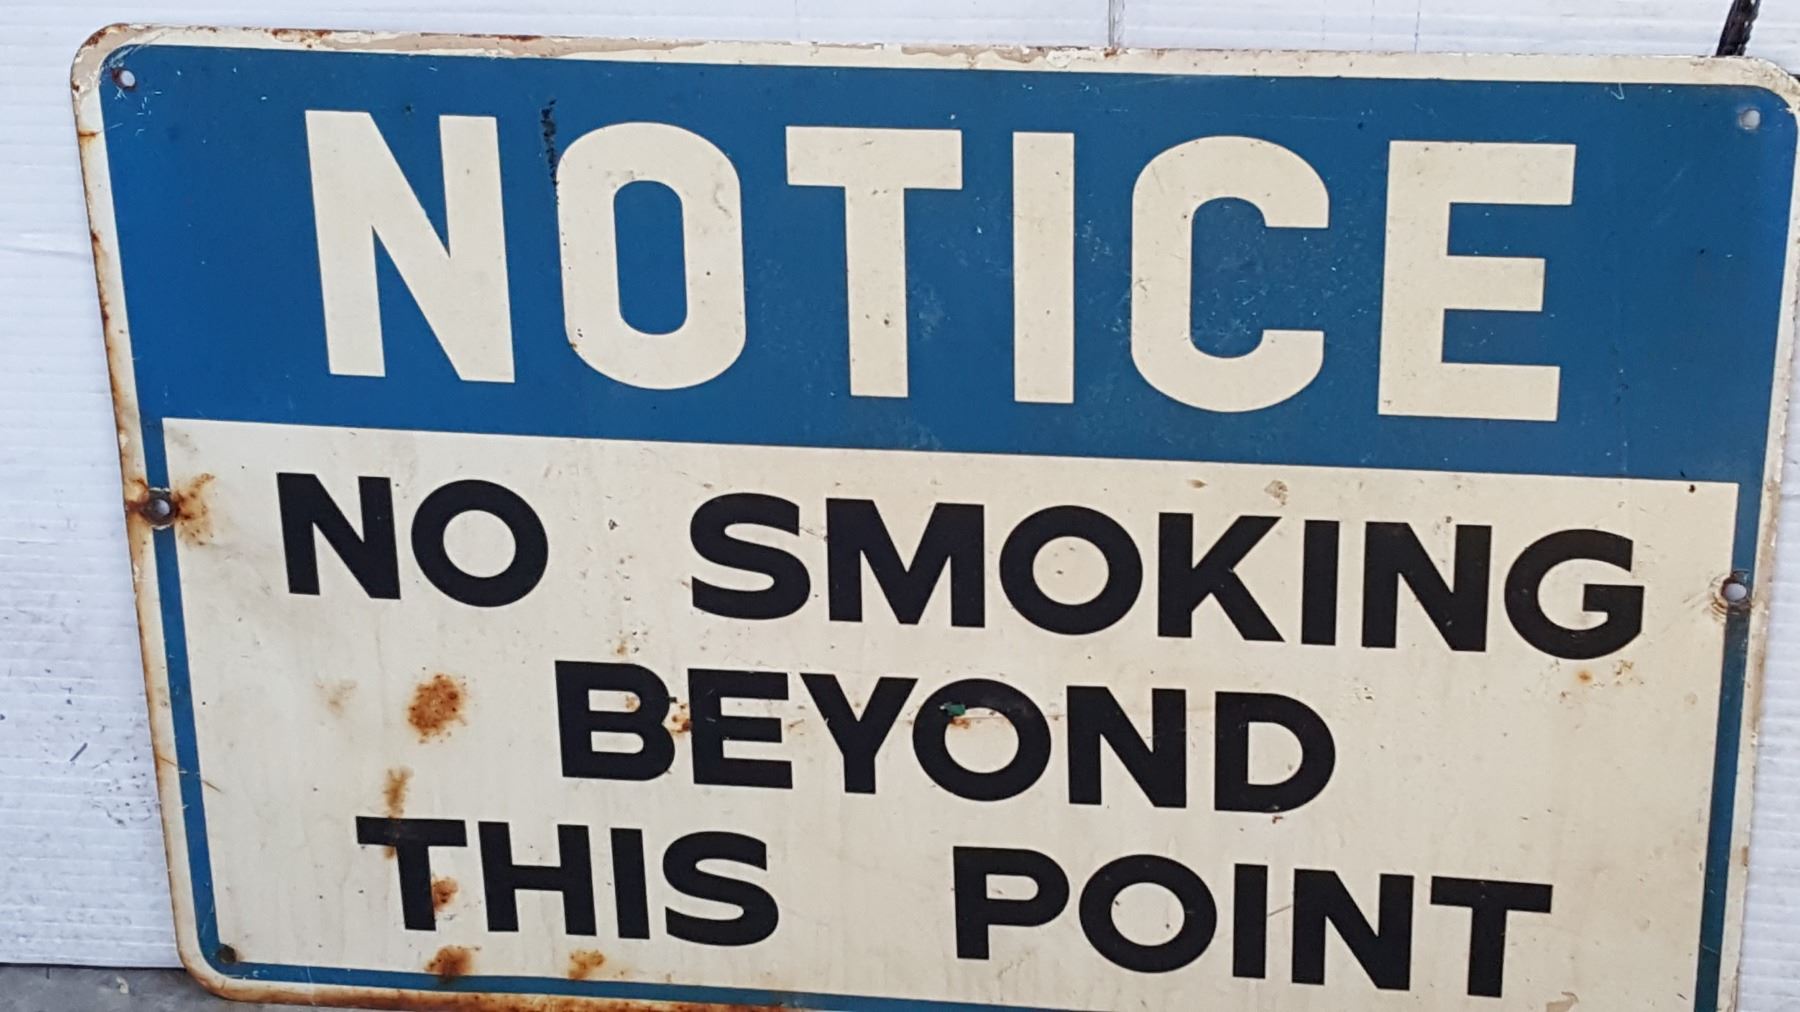 NOTICE
NO SMOKING
BEYOND
THIS POINT